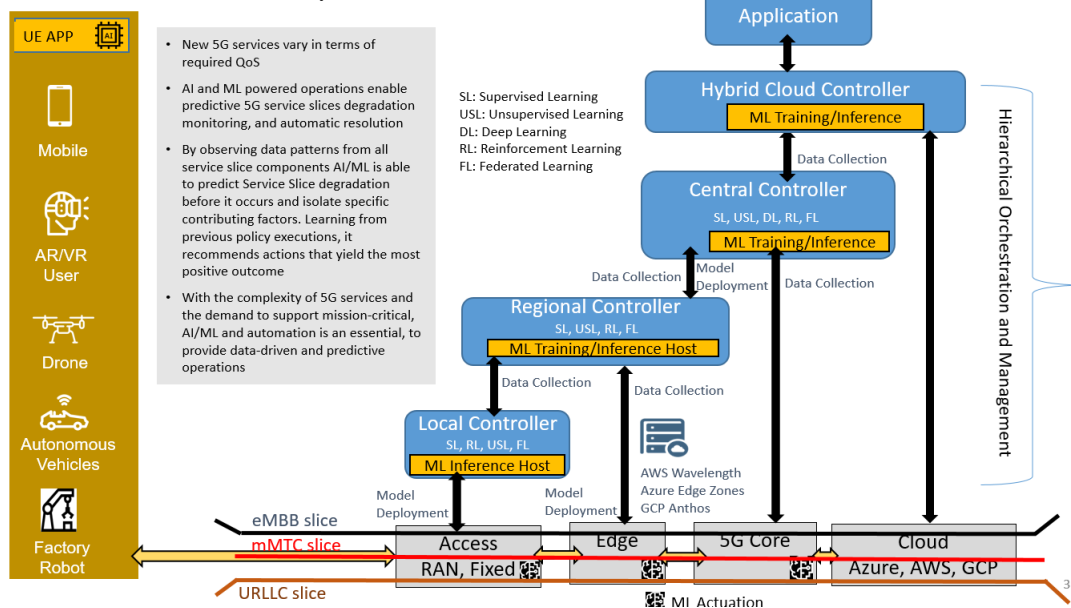 UE APP
AI
Mobile
AR/VR
User
Drone
Autonomous
Vehicles
Factory
Robot
• New 5G services vary in terms of
required QoS
• AI and ML powered operations enable
predictive 5G service slices degradation
monitoring, and automatic resolution
• By observing data patterns from all
service slice components AI/ML is able
to predict Service Slice degradation
before it occurs and isolate specific
contributing factors. Learning from
previous policy executions, it
recommends actions that yield the most
positive outcome
• With the complexity of 5G services and
the demand to support mission-critical,
AI/ML and automation is an essential, to
provide data-driven and predictive
operations
SL: Supervised Learning
USL: Unsupervised Learning
DL: Deep Learning
RL: Reinforcement Learning
FL: Federated Learning
Application
Hybrid Cloud Controller
ML Training/Inference
Data Collection
Central Controller
SL, USL, DL, RL, FL
ML Training/Inference
Data Collection
Model
Deployment
Data Collection
Regional Controller
SL, USL, RL, FL
ML Training/Inference Host
Data Collection
Data Collection
Local Controller
SL, RL, USL, FL
ML Inference Host
Model
Deployment
Model
Deployment
AWS Wavelength
Azure Edge Zones
GCP Anthos
Hierarchical Orchestration and Management
eMBB slice
mMTC slice
URLLC slice
Access
RAN, Fixed
Edge
5G Core
Cloud
Azure, AWS, GCP
ML Actuation
3